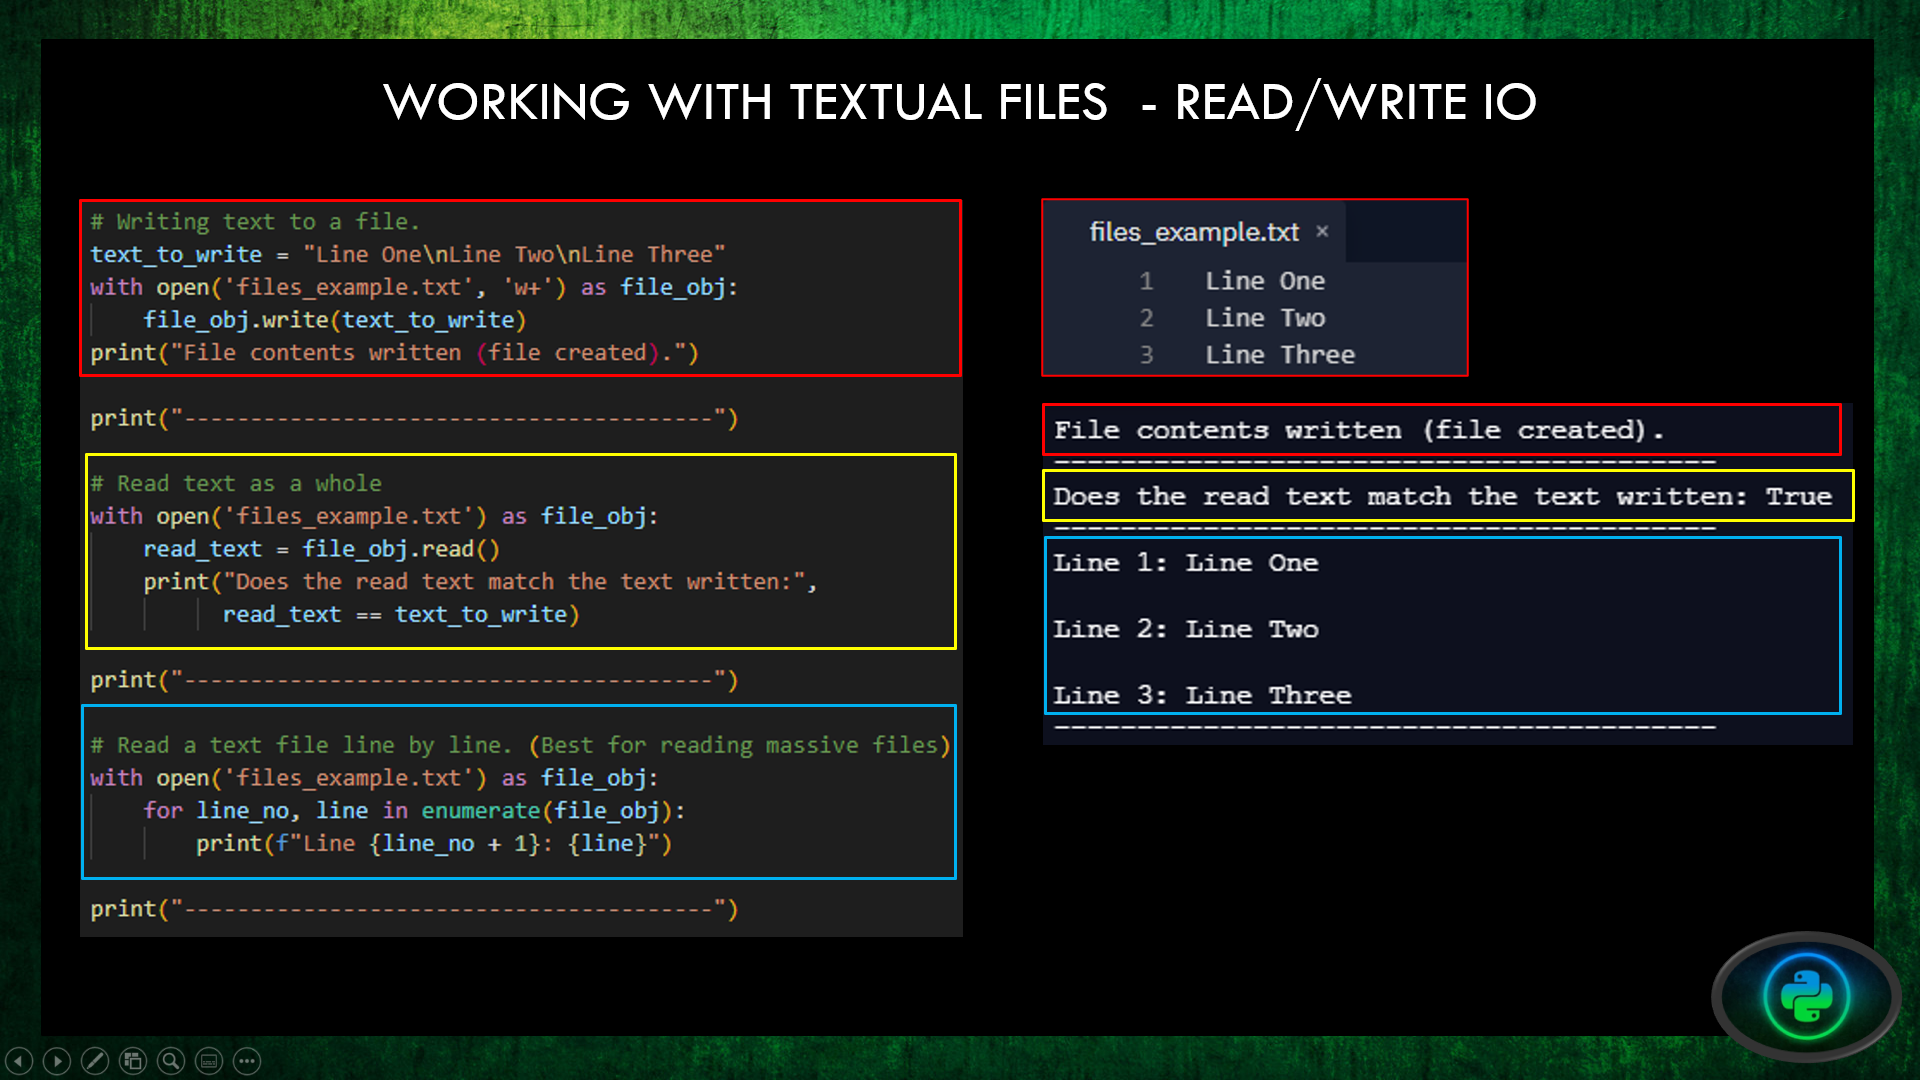 WORKING WITH TEXTUAL FILES - READ/WRITE IO
# Writing text to a file.
text_to_write = "Line One\nLine Two\nLine Three"
with open('files_example.txt', 'w+') as file_obj:
    file_obj.write(text_to_write)
print("File contents written (file created).")
print("----------------------------------------")
# Read text as a whole
with open('files_example.txt') as file_obj:
    read_text = file_obj.read()
    print("Does the read text match the text written:",
          read_text == text_to_write)
print("----------------------------------------")
# Read a text file line by line. (Best for reading massive files)
with open('files_example.txt') as file_obj:
    for line_no, line in enumerate(file_obj):
        print(f"Line {line_no + 1}: {line}")
print("----------------------------------------")
files_example.txt ×
1 Line One
2 Line Two
3 Line Three
File contents written (file created).
----------------------------------------
Does the read text match the text written: True
----------------------------------------
Line 1: Line One
Line 2: Line Two
Line 3: Line Three
----------------------------------------